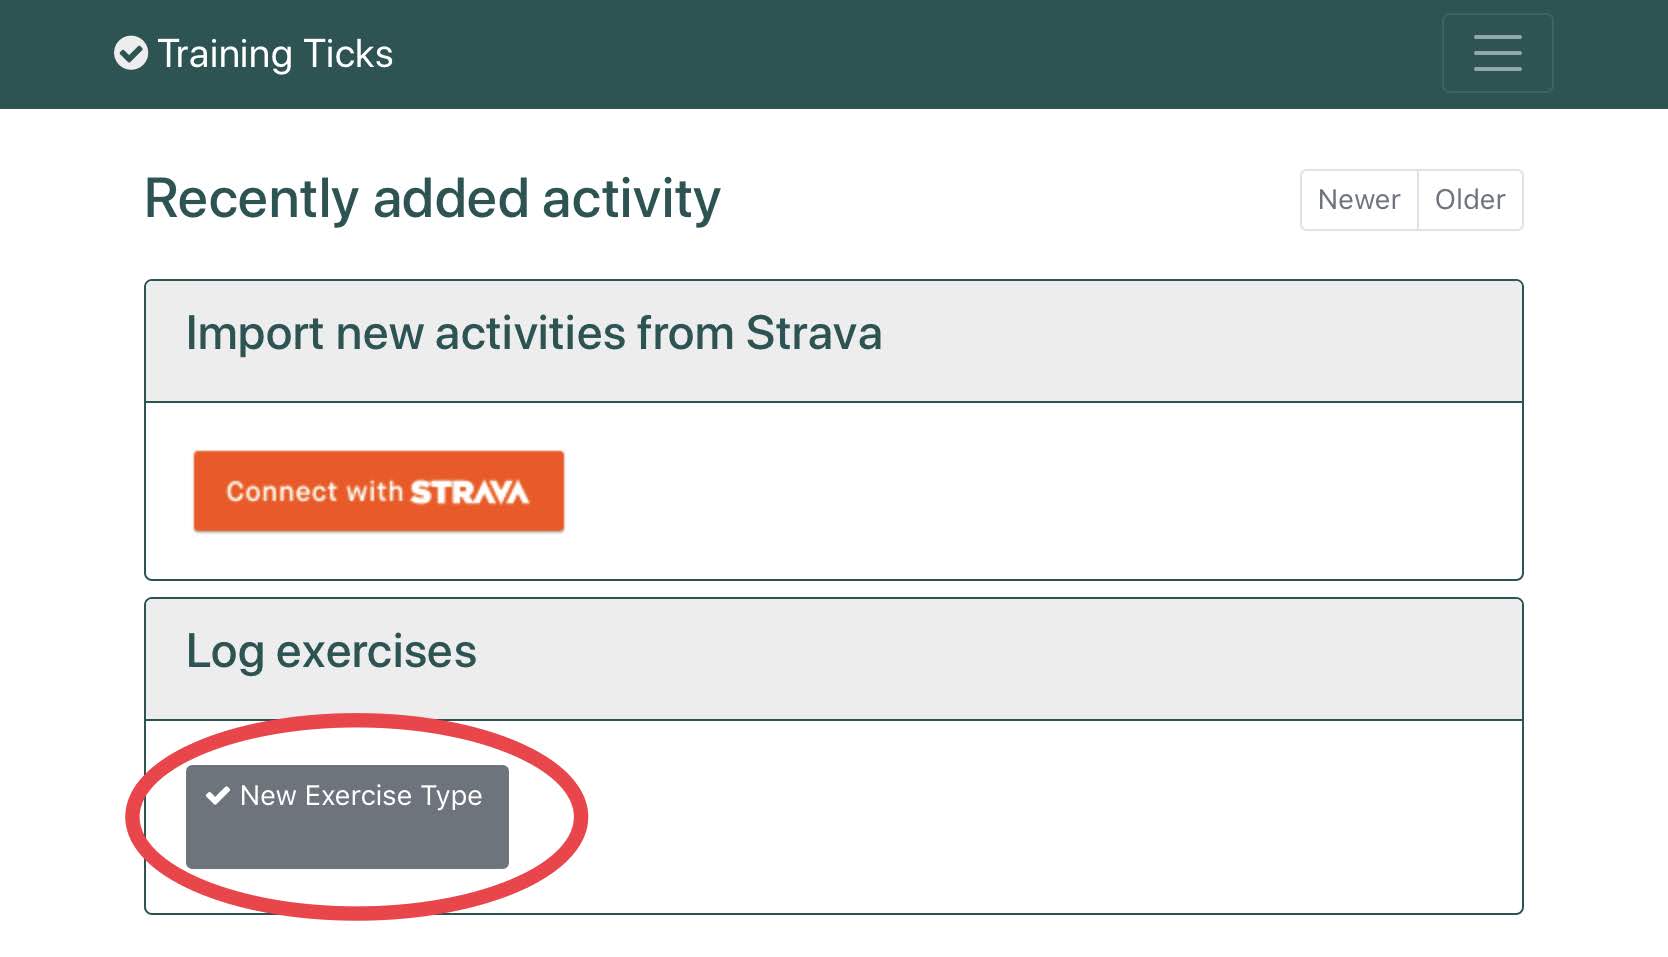 Training Ticks
Recently added activity
Newer
Older
Import new activities from Strava
Connect with STRAVA
Log exercises
New Exercise Type